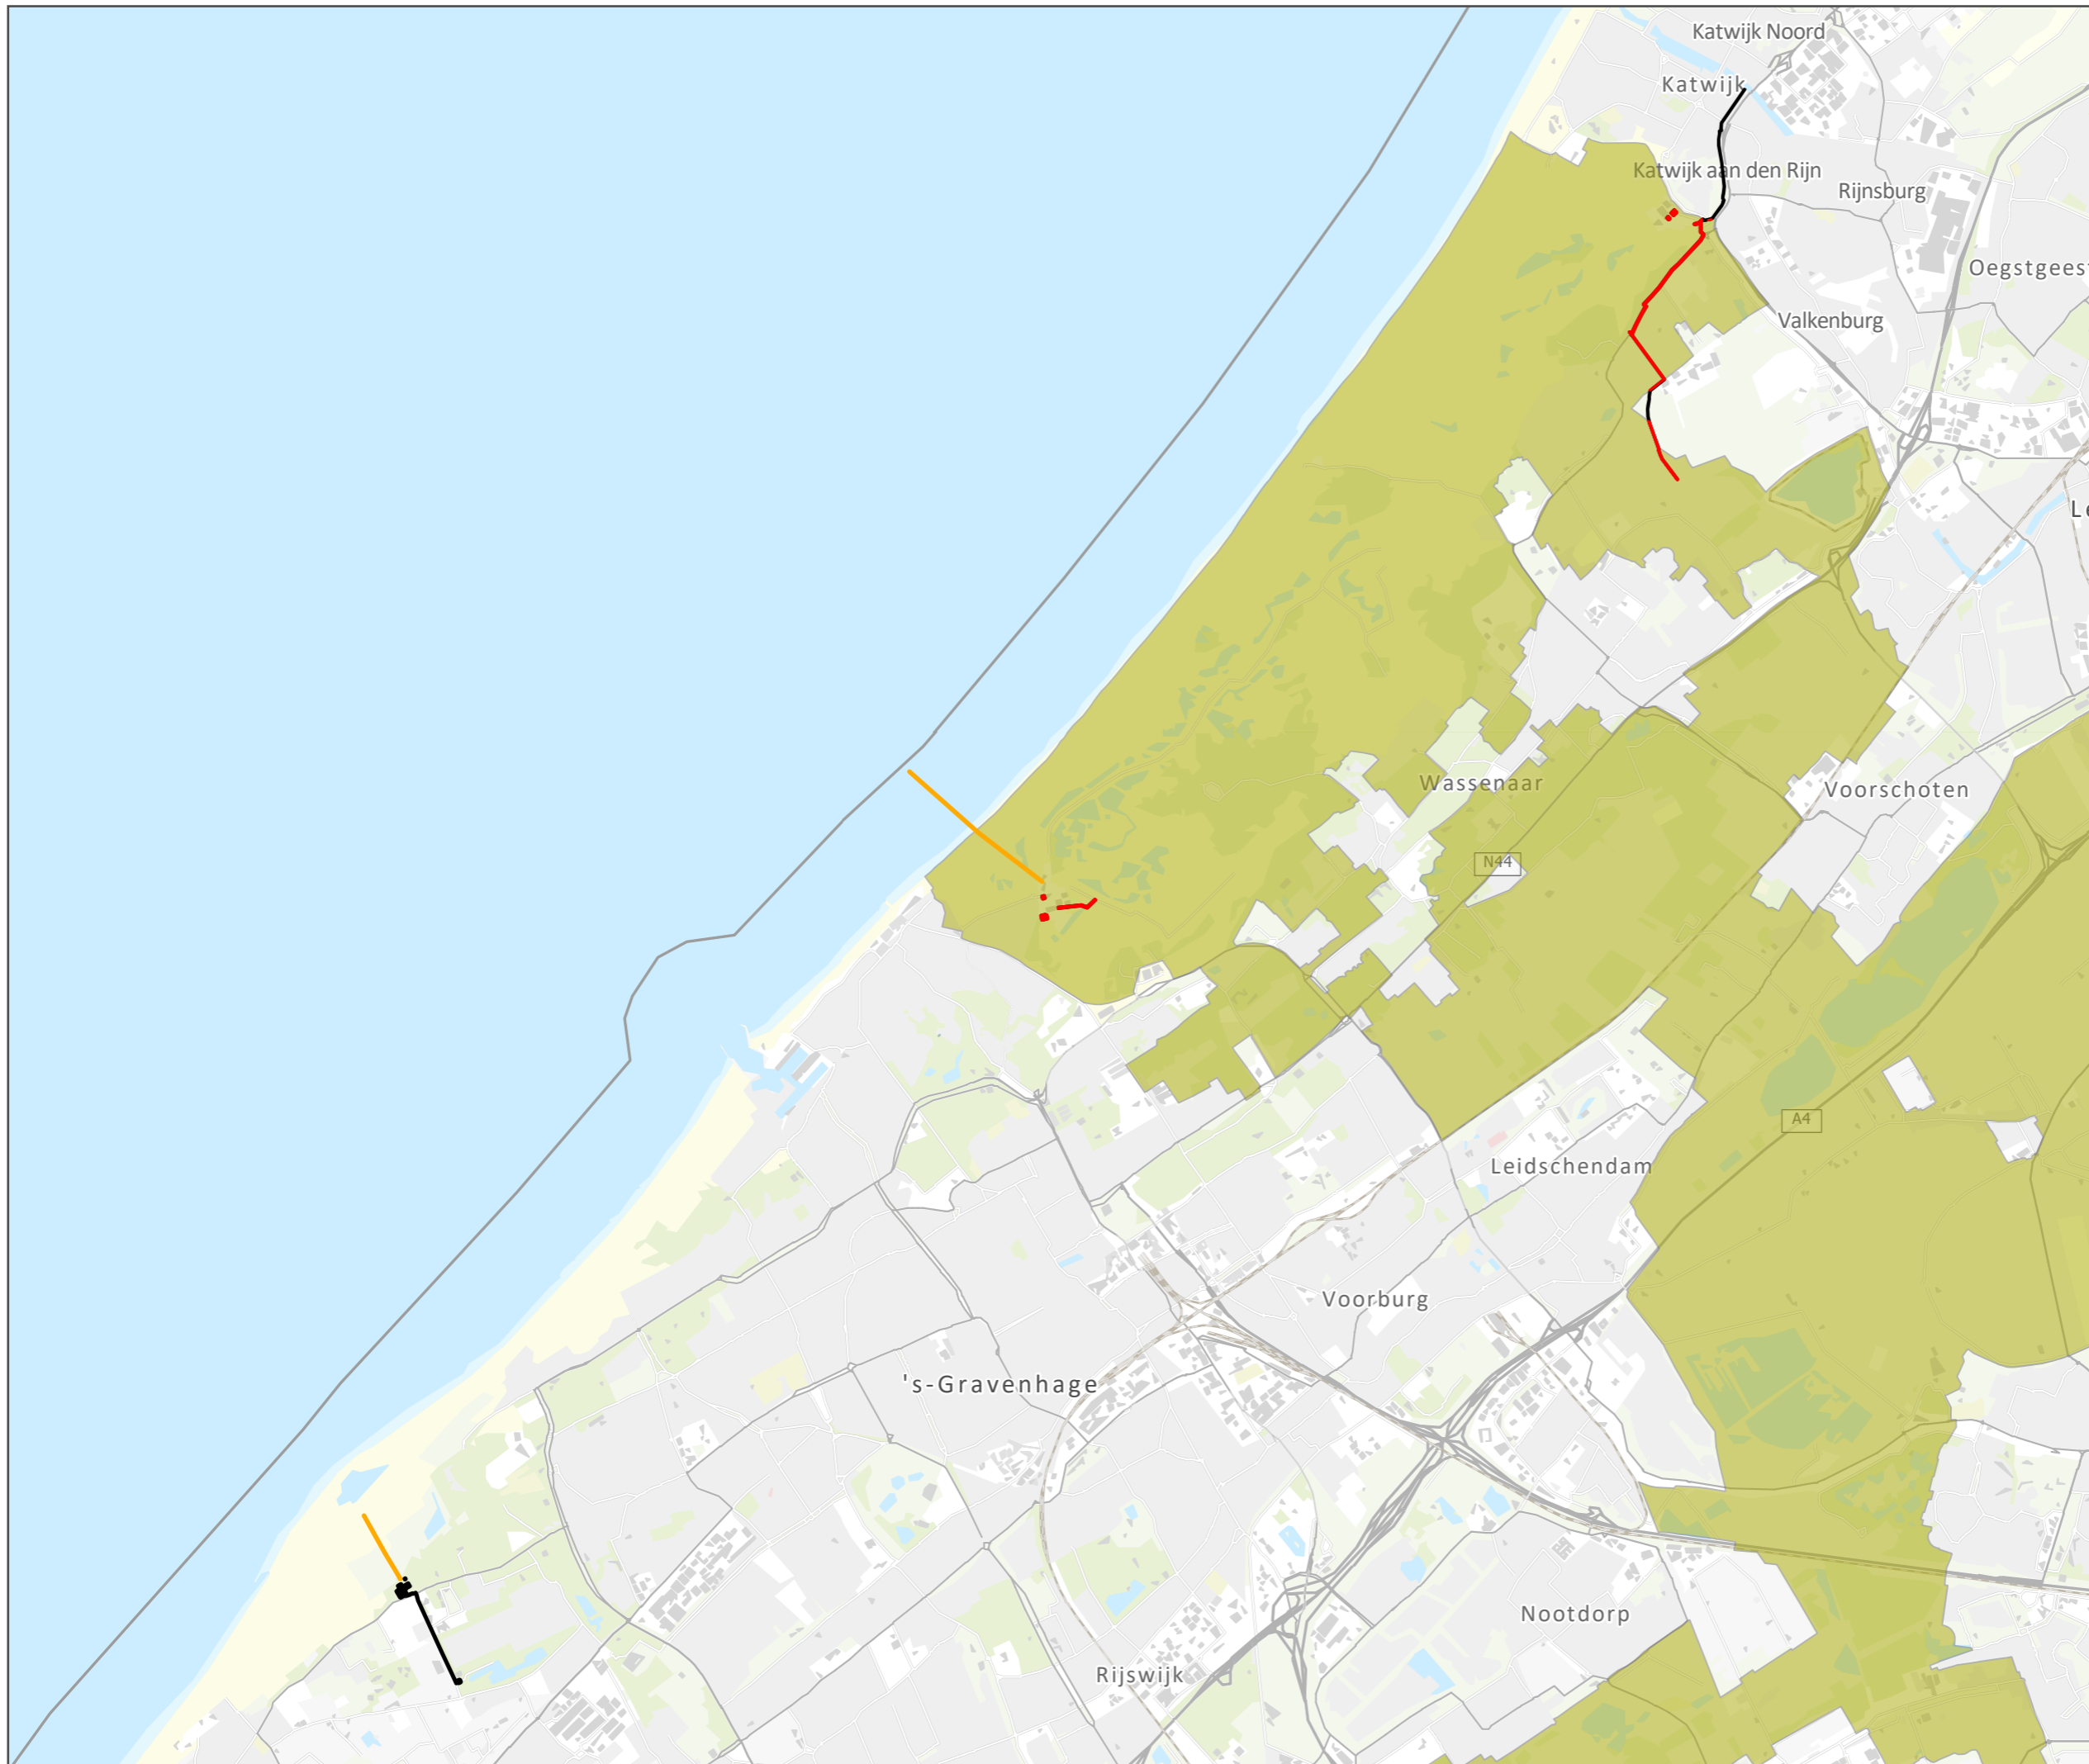 Katwijk Noord
Katwijk
Katwijk aan den Rijn
Rijnsburg
Oegstgeest
Valkenburg
Le
Wassenaar
Voorschoten
N44
A4
Leidschendam
Voorburg
's-Gravenhage
Nootdorp
Rijswijk